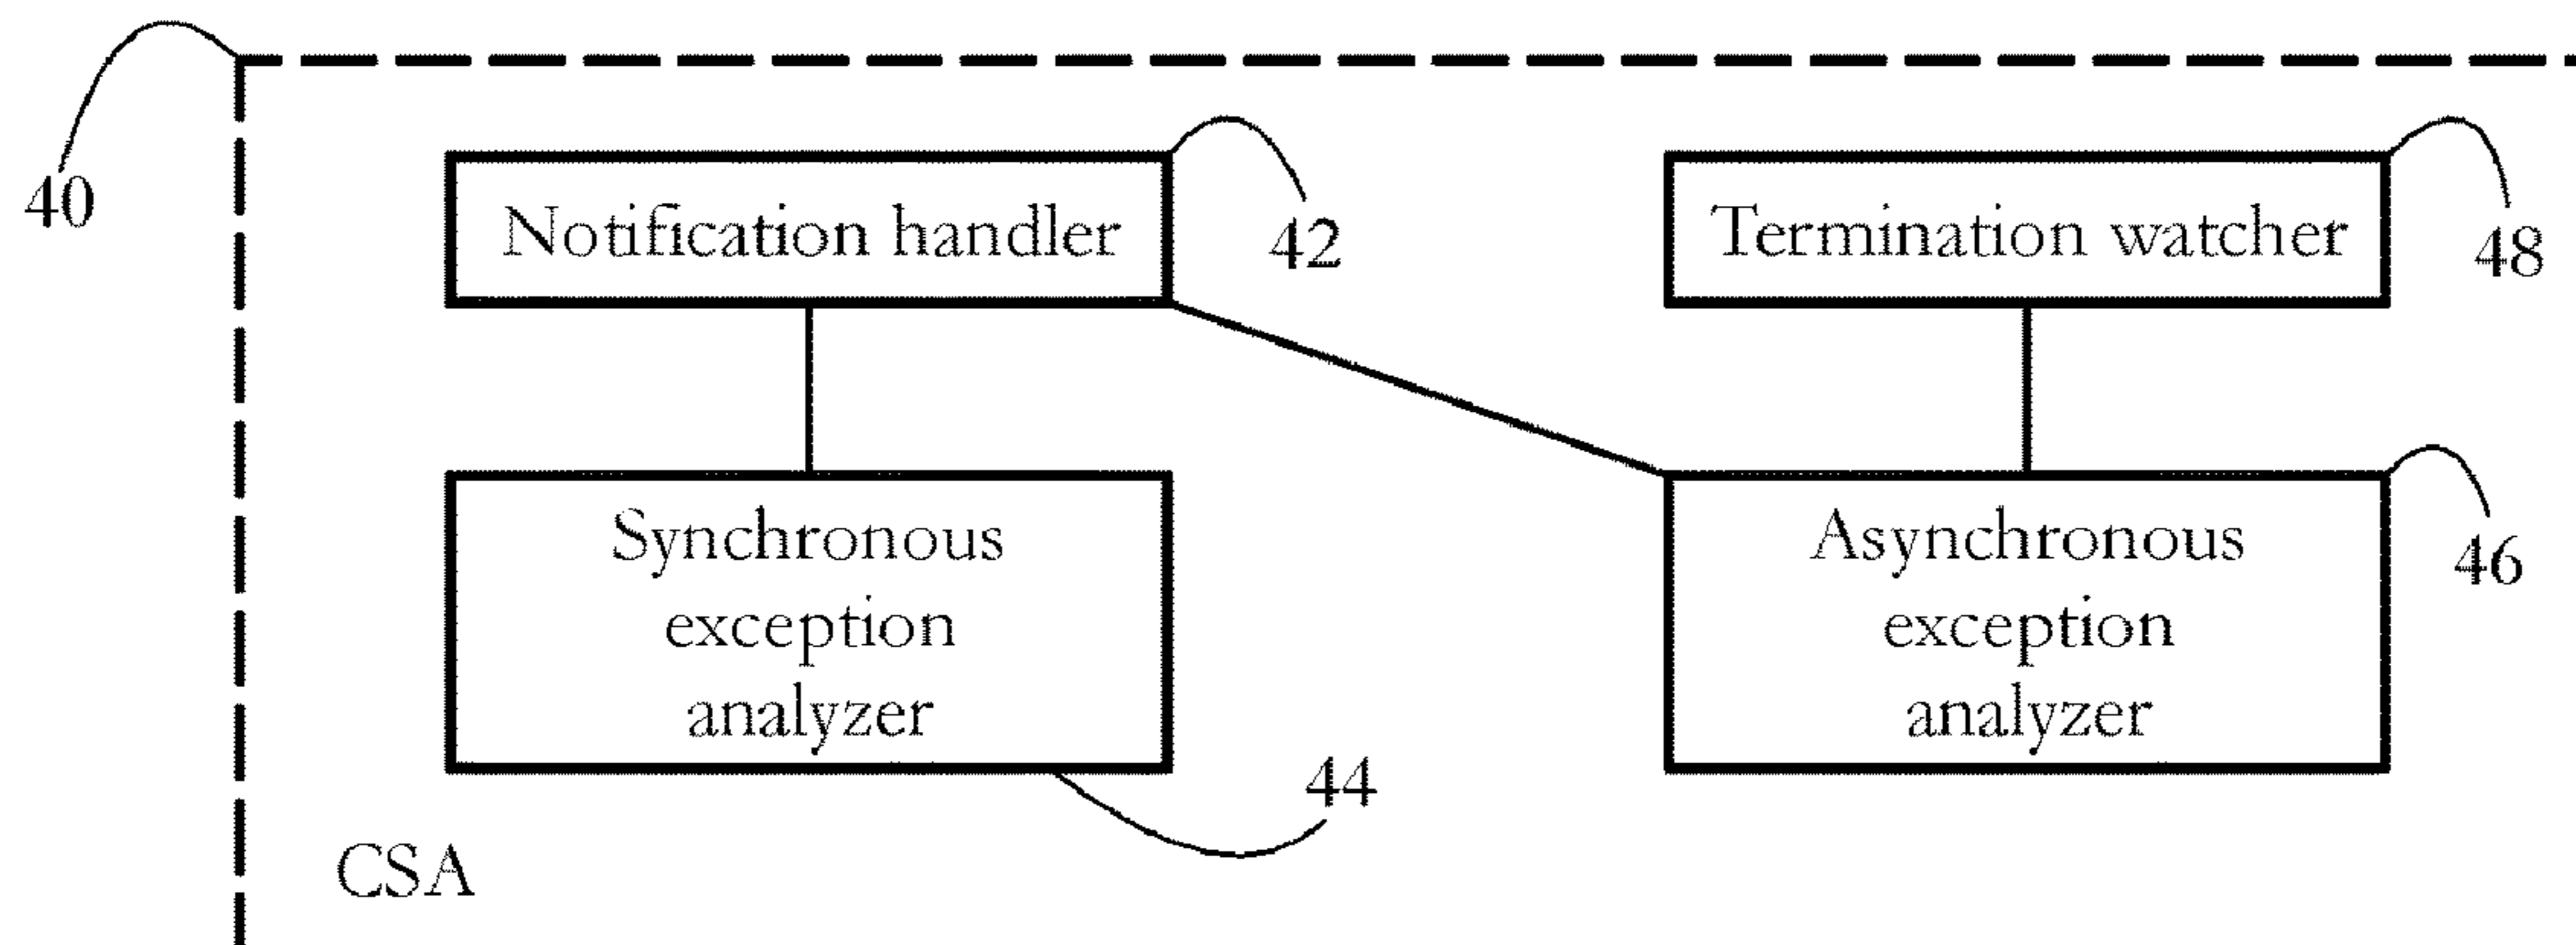 40
Notification handler
42
Termination watcher
48
Synchronous
exception
analyzer
44
Asynchronous
exception
analyzer
46
CSA